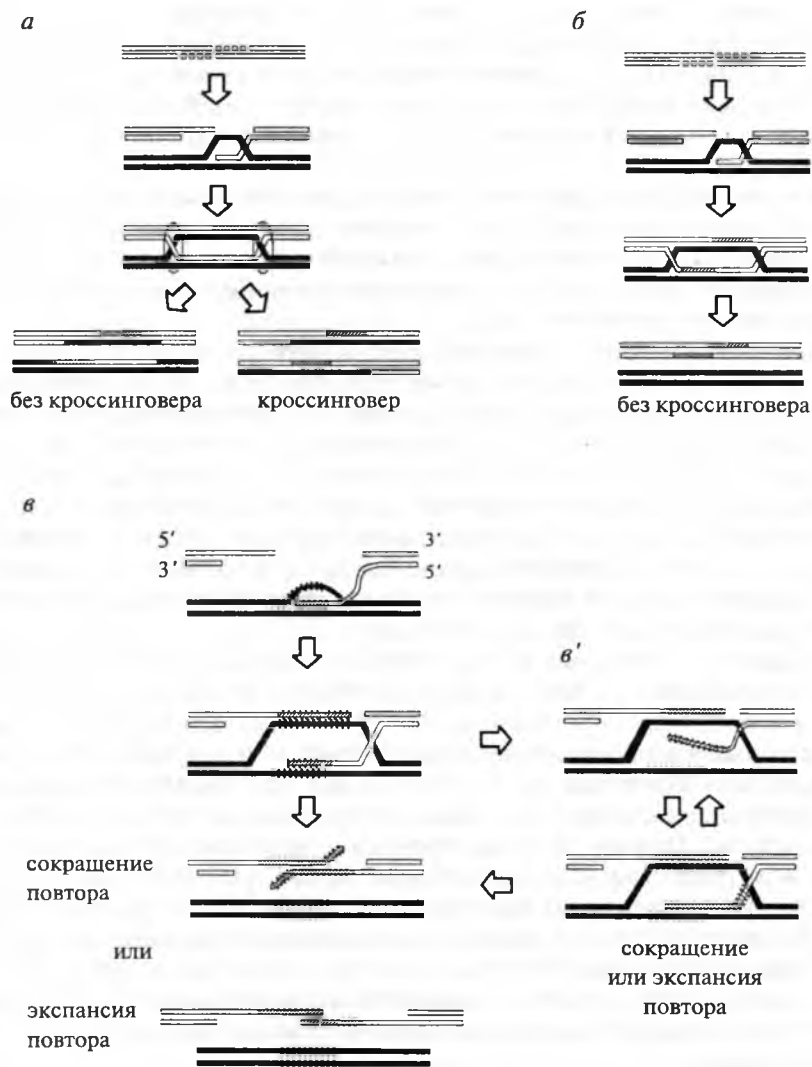 а
б
без кроссинговера
кроссинговер
без кроссинговера
в
5′
3′
3′
5′
в′
сокращение
повтора
или
экспансия
повтора
сокращение
или экспансия
повтора